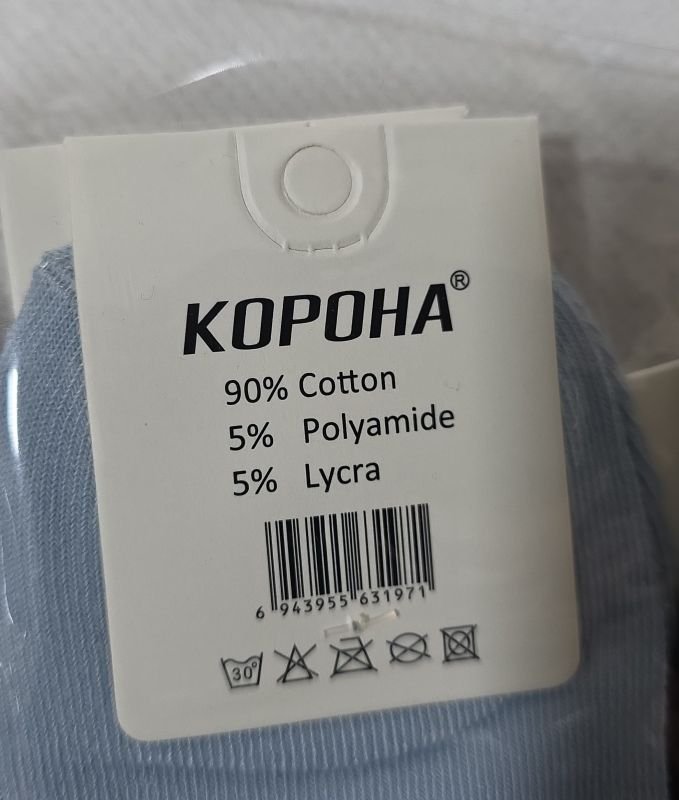 КОРОНА®
90% Cotton
5% Polyamide
5% Lycra
6 943955 631971
30°